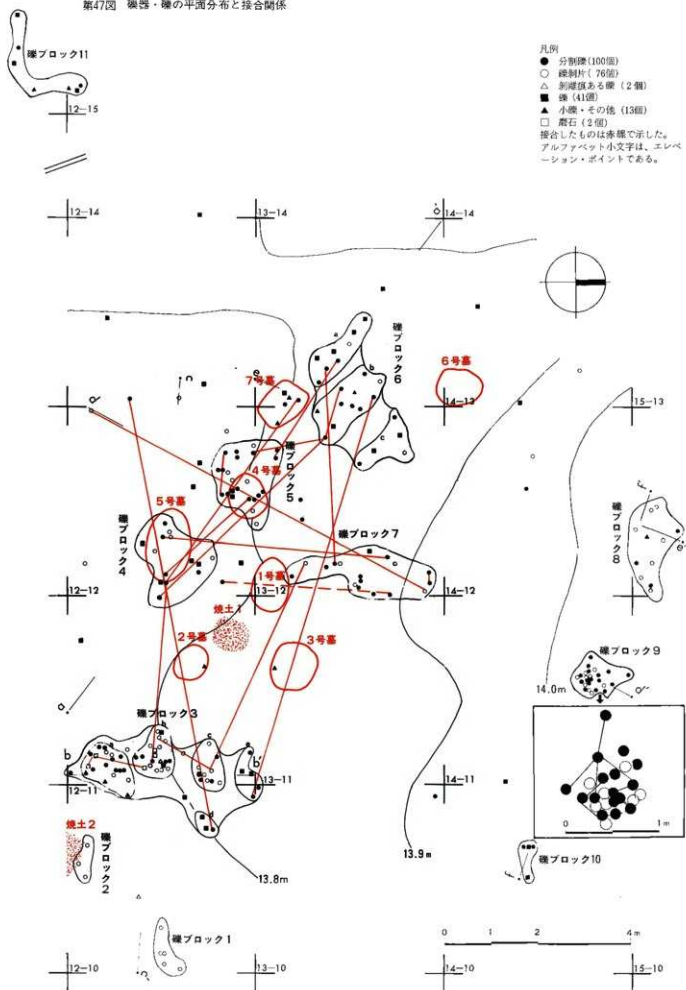 第47図 礫器・礫の平面分布と接合関係
凡例
● 分割礫(100個)
○ 礫剝片( 76個)
△ 剝離痕ある礫 ( 2個)
■ 礫 (41個)
▲ 小礫・その他 (13個)
□ 磨石 ( 2個)
接合したものは赤線で示した。
アルファベット小文字は、エレベ
ーション・ポイントである。
礫ブロック11
12-15
12-14
13-14
14-14
礫ブロック6
a
b
7号墓
6号墓
14-13
15-13
礫ブロック5
4号墓
5号墓
礫ブロック4
礫ブロック7
礫ブロック8
12-12
1号墓
13-12
14-12
焼土1
2号墓
3号墓
礫ブロック9
14.0m
0 1m
礫ブロック3
b
c
b'
d
12-11
13-11
14-11
焼土2
礫ブロック2
13.8m
13.9m
礫ブロック10
礫ブロック1
0 1 2 4m
12-10
13-10
14-10
15-10